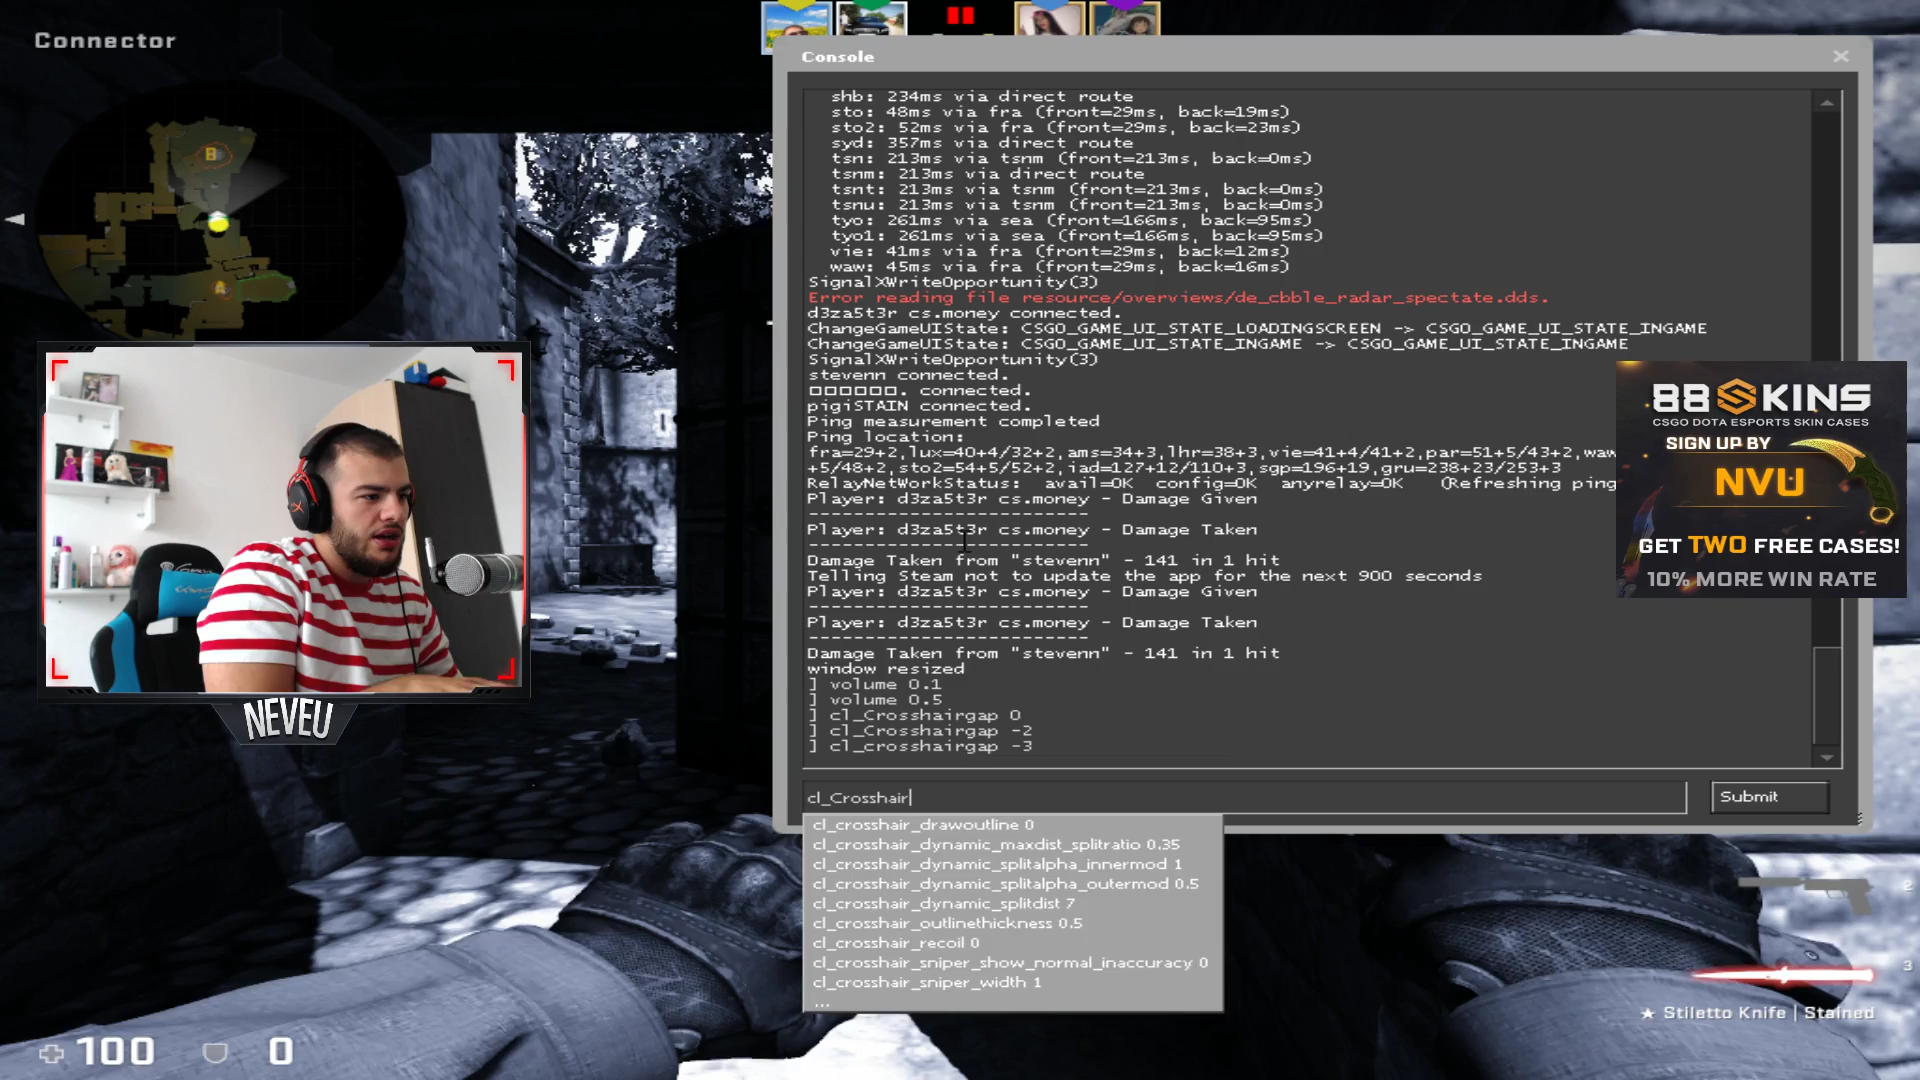 Connector
Console
shb: 234ms via direct route
sto: 48ms via fra (front=29ms, back=19ms)
sto2: 52ms via fra (front=29ms, back=23ms)
syd: 357ms via direct route
tsn: 213ms via tsnm (front=213ms, back=0ms)
tsnm: 213ms via direct route
tsnt: 213ms via tsnm (front=213ms, back=0ms)
tsnu: 213ms via tsnm (front=213ms, back=0ms)
tyo: 261ms via sea (front=166ms, back=95ms)
tyo1: 261ms via sea (front=166ms, back=95ms)
vie: 41ms via fra (front=29ms, back=12ms)
waw: 45ms via fra (front=29ms, back=16ms)
SignalXWriteOpportunity(3)
Error reading file resource/overviews/de_cbble_radar_spectate.dds.
d3za5t3r cs.money connected.
ChangeGameUIState: CSGO_GAME_UI_STATE_LOADINGSCREEN -> CSGO_GAME_UI_STATE_INGAME
ChangeGameUIState: CSGO_GAME_UI_STATE_INGAME -> CSGO_GAME_UI_STATE_INGAME
SignalXWriteOpportunity(3)
stevenn connected.
□□□□□□. connected.
pigiSTAIN connected.
Ping measurement completed
Ping location:
fra=29+2,lux=40+4/32+2,ams=34+3,lhr=38+3,vie=41+4/41+2,par=51+5/43+2,waw
+5/48+2,sto2=54+5/52+2,iad=127+12/110+3,sgp=196+19,gru=238+23/253+3
RelayNetWorkStatus: avail=OK config=OK anyrelay=OK (Refreshing ping
Player: d3za5t3r cs.money - Damage Given
-------------------------
Player: d3za5t3r cs.money - Damage Taken
-------------------------
Damage Taken from "stevenn" - 141 in 1 hit
Telling Steam not to update the app for the next 900 seconds
Player: d3za5t3r cs.money - Damage Given
-------------------------
Player: d3za5t3r cs.money - Damage Taken
-------------------------
Damage Taken from "stevenn" - 141 in 1 hit
window resized
] volume 0.1
] volume 0.5
] cl_Crosshairgap 0
] cl_Crosshairgap -2
] cl_crosshairgap -3
cl_Crosshair
Submit
cl_crosshair_drawoutline 0
cl_crosshair_dynamic_maxdist_splitratio 0.35
cl_crosshair_dynamic_splitalpha_innermod 1
cl_crosshair_dynamic_splitalpha_outermod 0.5
cl_crosshair_dynamic_splitdist 7
cl_crosshair_outlinethickness 0.5
cl_crosshair_recoil 0
cl_crosshair_sniper_show_normal_inaccuracy 0
cl_crosshair_sniper_width 1
...
B
A
NEVEU
88SKINS
CSGO DOTA ESPORTS SKIN CASES
SIGN UP BY
NVU
GET TWO FREE CASES!
10% MORE WIN RATE
2
3
★ Stiletto Knife | Stained
100 0